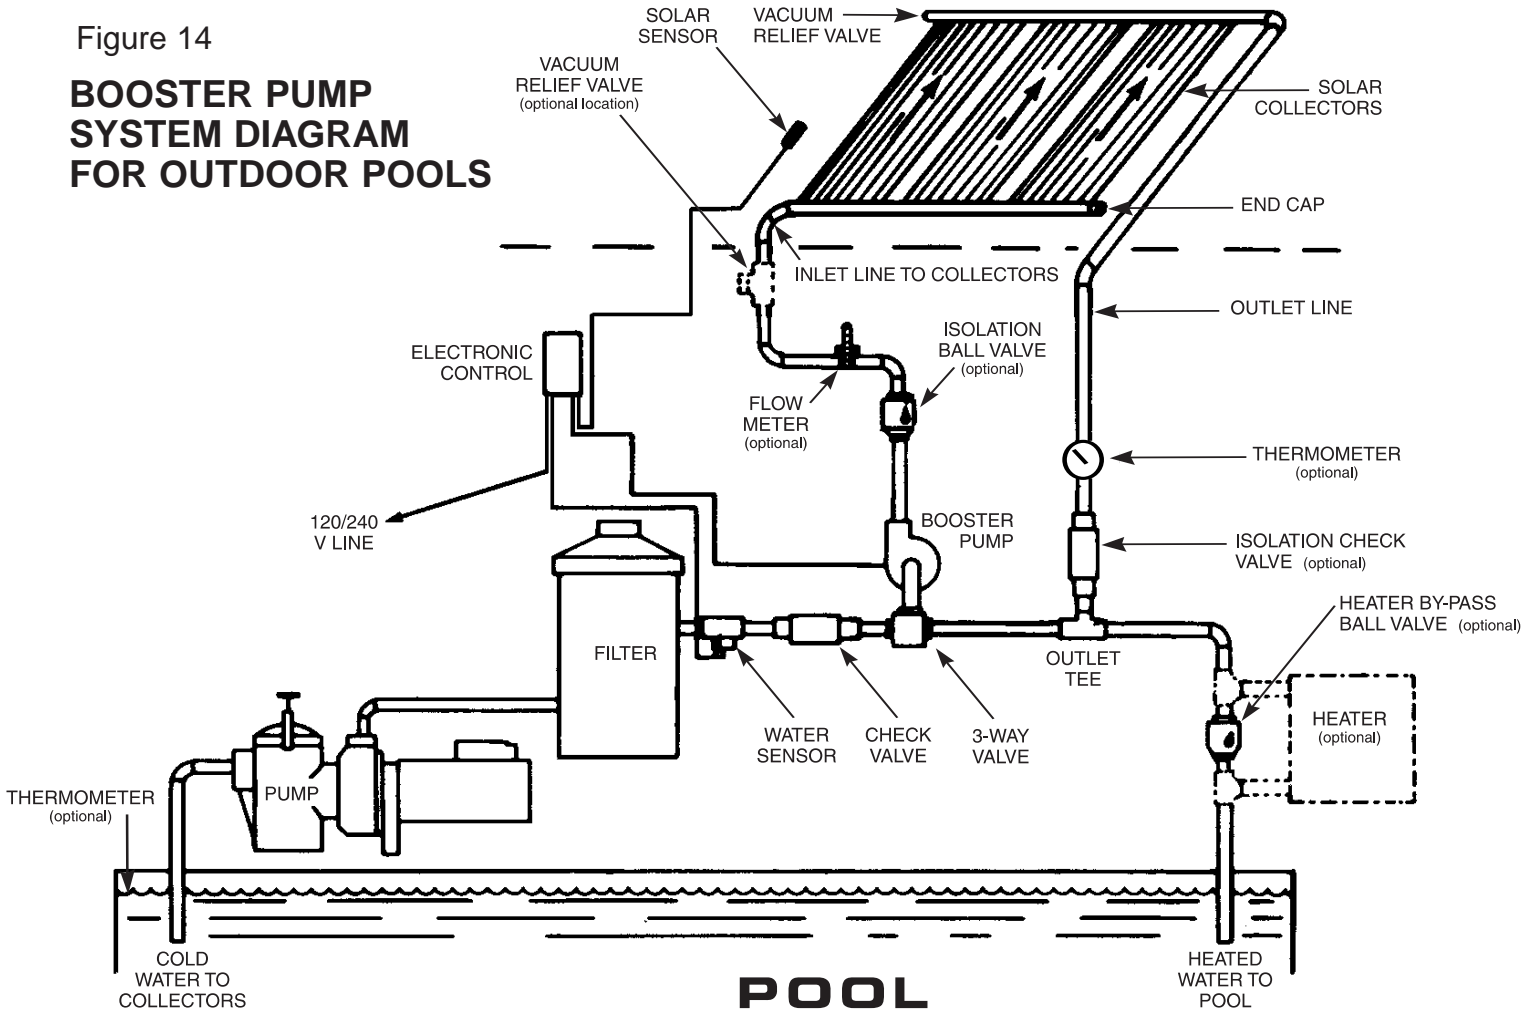 Figure 14
BOOSTER PUMP
SYSTEM DIAGRAM
FOR OUTDOOR POOLS
SOLAR
SENSOR
VACUUM
RELIEF VALVE
VACUUM
RELIEF VALVE
(optional location)
SOLAR
COLLECTORS
END CAP
INLET LINE TO COLLECTORS
OUTLET LINE
ELECTRONIC
CONTROL
ISOLATION
BALL VALVE
(optional)
FLOW
METER
(optional)
THERMOMETER
(optional)
120/240
V LINE
BOOSTER
PUMP
ISOLATION CHECK
VALVE (optional)
HEATER BY-PASS
BALL VALVE (optional)
FILTER
OUTLET
TEE
WATER
SENSOR
CHECK
VALVE
3-WAY
VALVE
HEATER
(optional)
PUMP
THERMOMETER
(optional)
COLD
WATER TO
COLLECTORS
HEATED
WATER TO
POOL
POOL